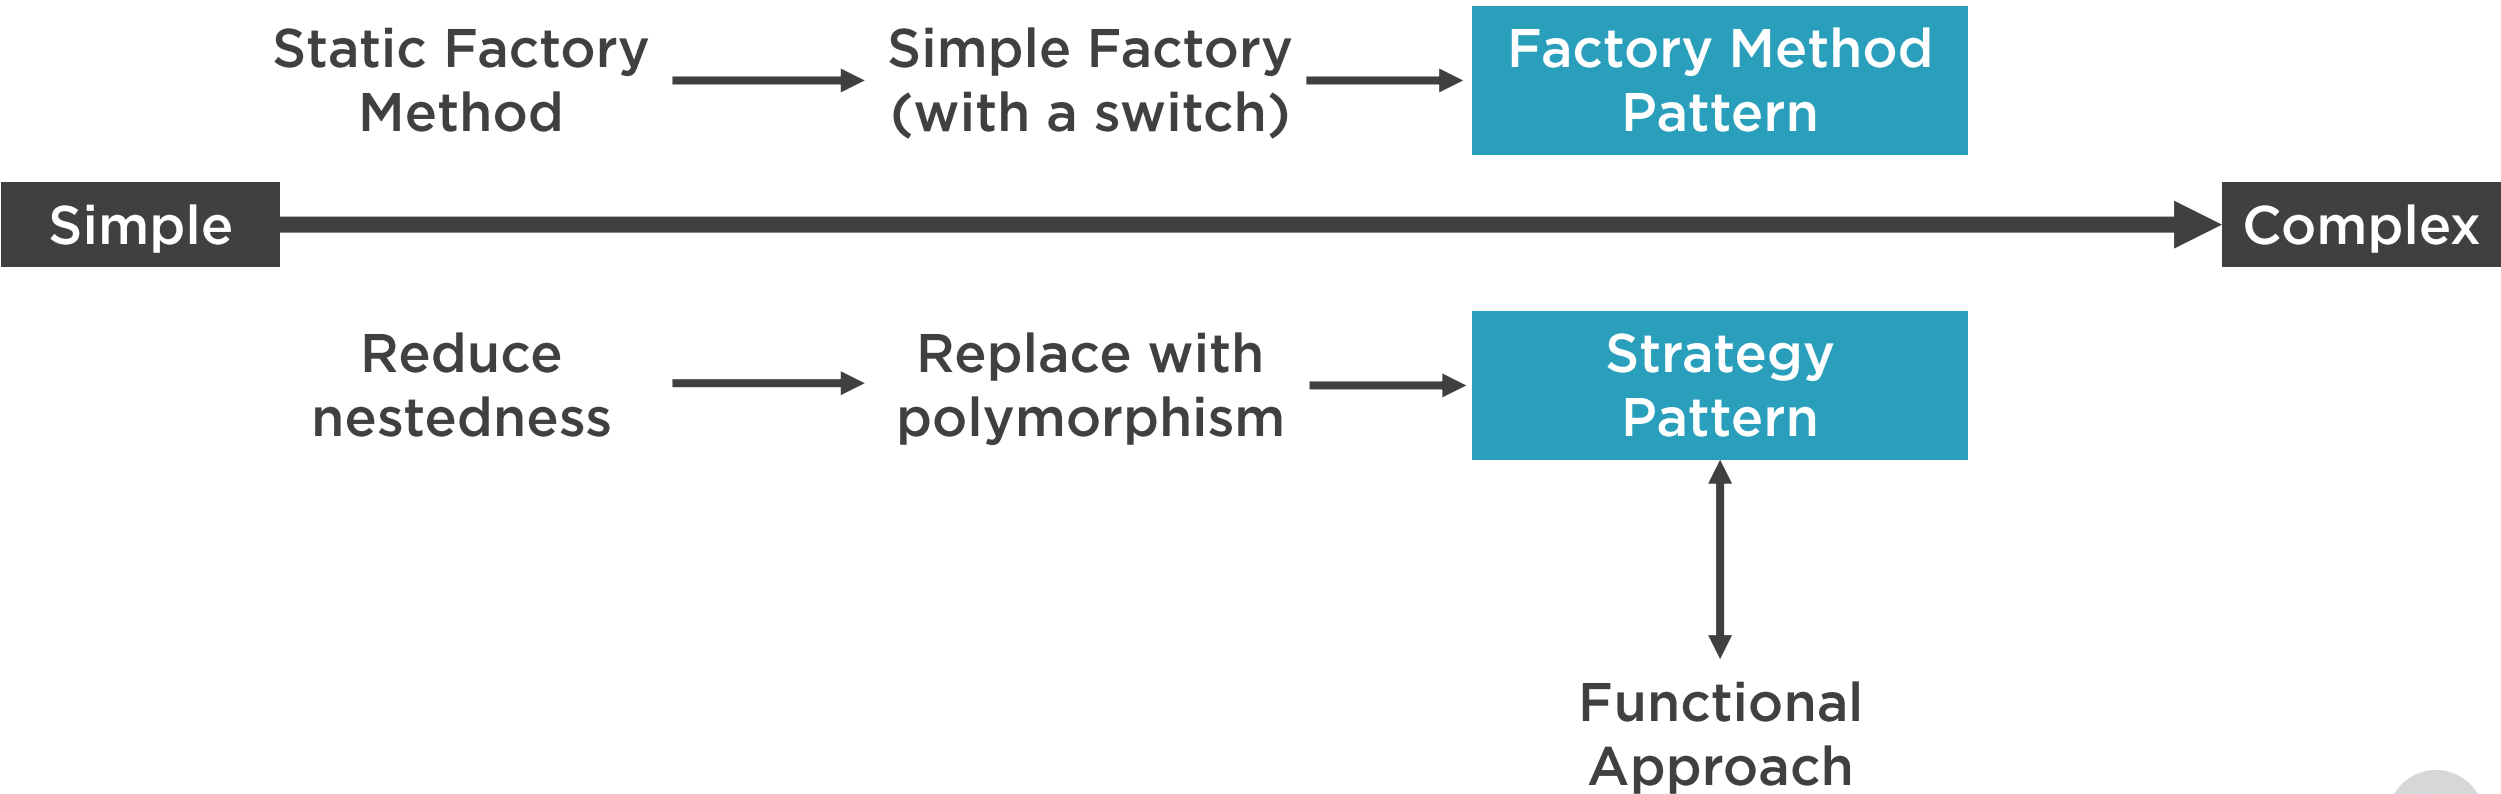 Static Factory
Method
Simple Factory
(with a switch)
Factory Method
Pattern
Simple
Complex
Reduce
nestedness
Replace with
polymorphism
Strategy
Pattern
Functional
Approach